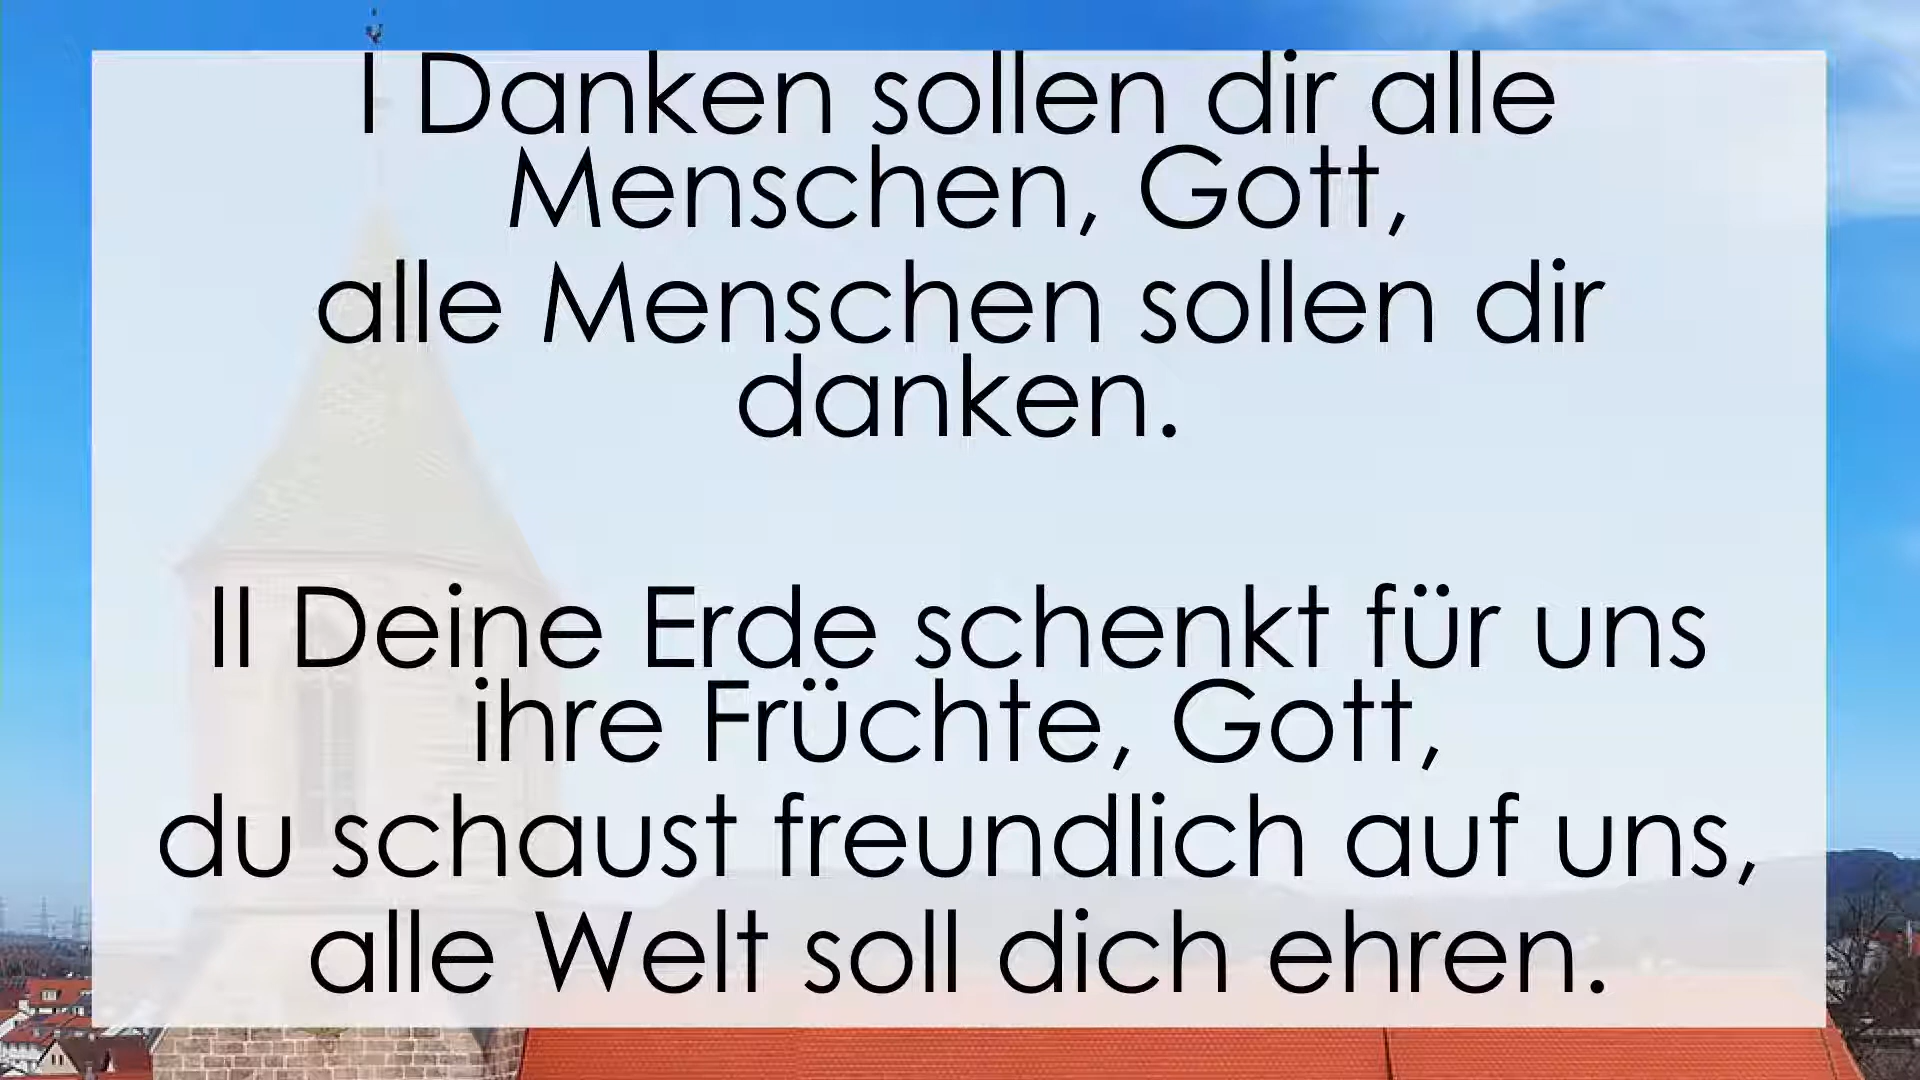 I Danken sollen dir alle
Menschen, Gott,
alle Menschen sollen dir
danken.
II Deine Erde schenkt für uns
ihre Früchte, Gott,
du schaust freundlich auf uns,
alle Welt soll dich ehren.